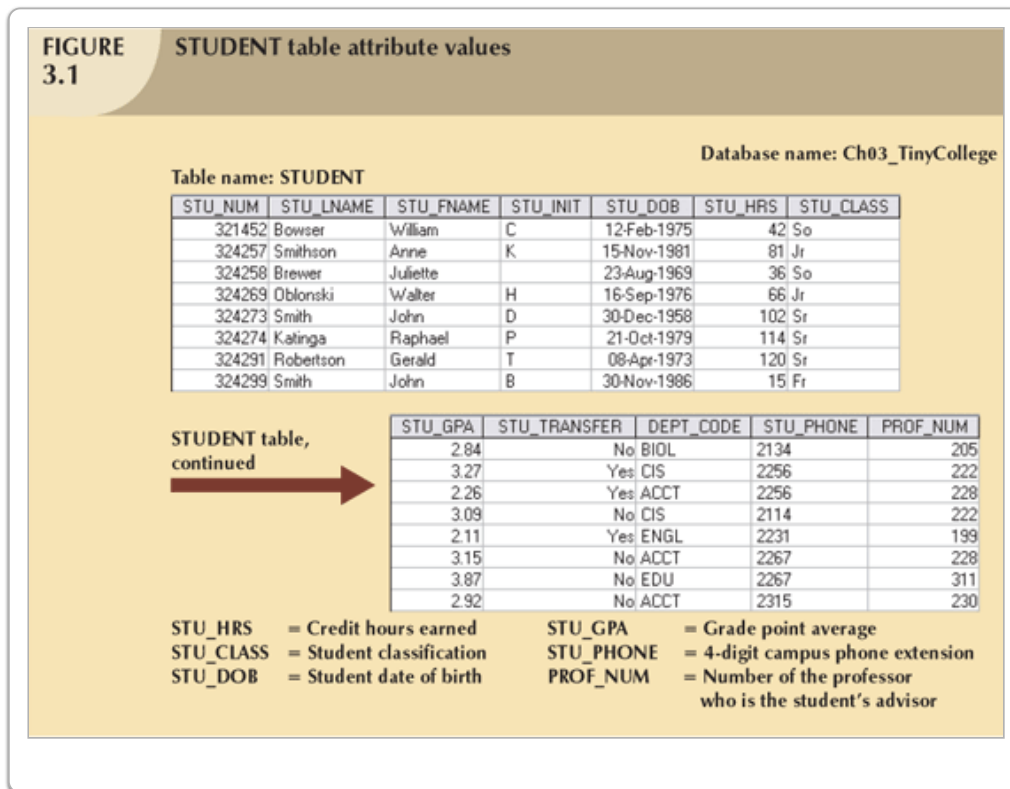 FIGURE 3.1
STUDENT table attribute values
Database name: Ch03_TinyCollege
Table name: STUDENT
STU_NUM STU_LNAME STU_FNAME STU_INIT STU_DOB STU_HRS STU_CLASS
321452 Bowser William C 12-Feb-1975 42 So
324257 Smithson Anne K 15-Nov-1981 81 Jr
324258 Brewer Juliette 23-Aug-1969 36 So
324269 Oblonski Walter H 16-Sep-1976 66 Jr
324273 Smith John D 30-Dec-1958 102 Sr
324274 Katinga Raphael P 21-Oct-1979 114 Sr
324291 Robertson Gerald T 08-Apr-1973 120 Sr
324299 Smith John B 30-Nov-1986 15 Fr
STUDENT table,
continued
STU_GPA STU_TRANSFER DEPT_CODE STU_PHONE PROF_NUM
2.84 No BIOL 2134 205
3.27 Yes CIS 2256 222
2.26 Yes ACCT 2256 228
3.09 No CIS 2114 222
2.11 Yes ENGL 2231 199
3.15 No ACCT 2267 228
3.87 No EDU 2267 311
2.92 No ACCT 2315 230
STU_HRS = Credit hours earned
STU_CLASS = Student classification
STU_DOB = Student date of birth
STU_GPA = Grade point average
STU_PHONE = 4-digit campus phone extension
PROF_NUM = Number of the professor
who is the student's advisor